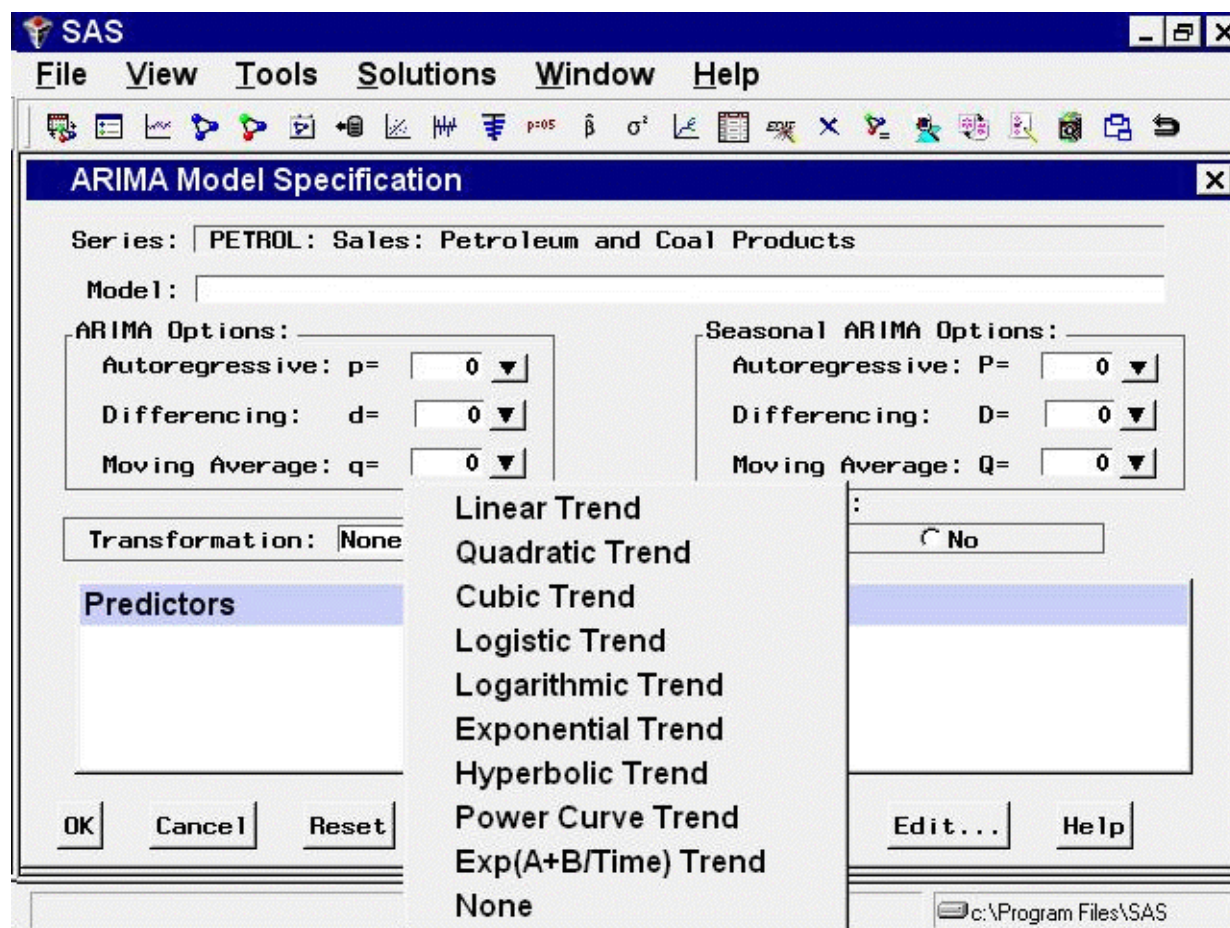 SAS
File View Tools Solutions Window Help
p=05 β̂ σ²
ARIMA Model Specification
Series: PETROL: Sales: Petroleum and Coal Products
Model:
ARIMA Options: Seasonal ARIMA Options:
Autoregressive: p= 0 Autoregressive: P= 0
Differencing: d= 0 Differencing: D= 0
Moving Average: q= 0 Moving Average: Q= 0
Transformation: None No
Predictors
Linear Trend
Quadratic Trend
Cubic Trend
Logistic Trend
Logarithmic Trend
Exponential Trend
Hyperbolic Trend
Power Curve Trend
Exp(A+B/Time) Trend
None
OK Cancel Reset Edit... Help
c:\Program Files\SAS